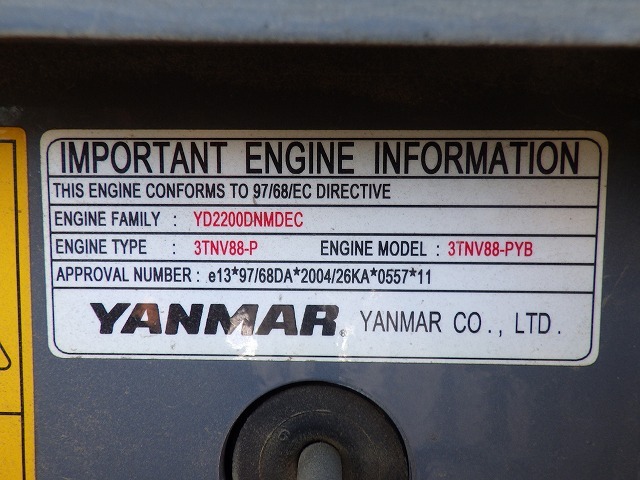 IMPORTANT ENGINE INFORMATION
THIS ENGINE CONFORMS TO 97/68/EC DIRECTIVE
ENGINE FAMILY : YD2200DNMDEC
ENGINE TYPE : 3TNV88-P ENGINE MODEL : 3TNV88-PYB
APPROVAL NUMBER : e13*97/68DA*2004/26KA*0557*11
YANMAR® YANMAR CO., LTD.